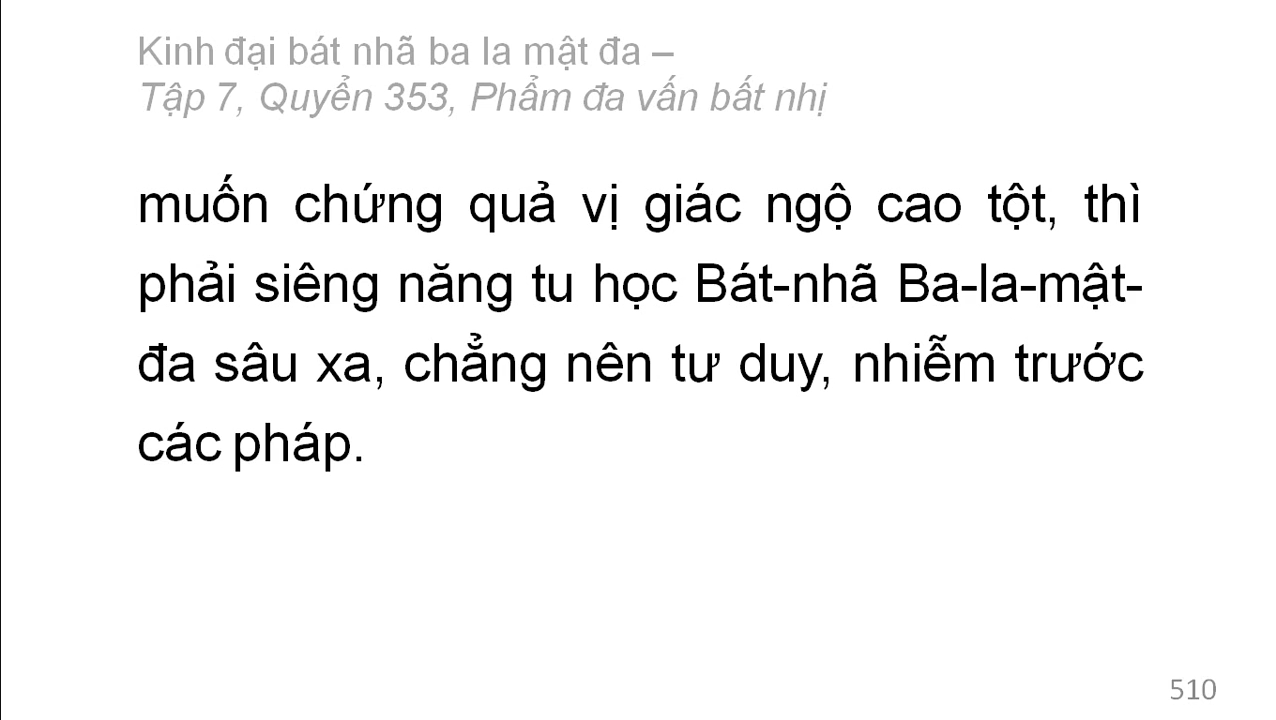 Kinh đại bát nhã ba la mật đa –
Tập 7, Quyển 353, Phẩm đa vấn bất nhị
muốn chứng quả vị giác ngộ cao tột, thì
phải siêng năng tu học Bát-nhã Ba-la-mật-
đa sâu xa, chẳng nên tư duy, nhiễm trước
các pháp.
510